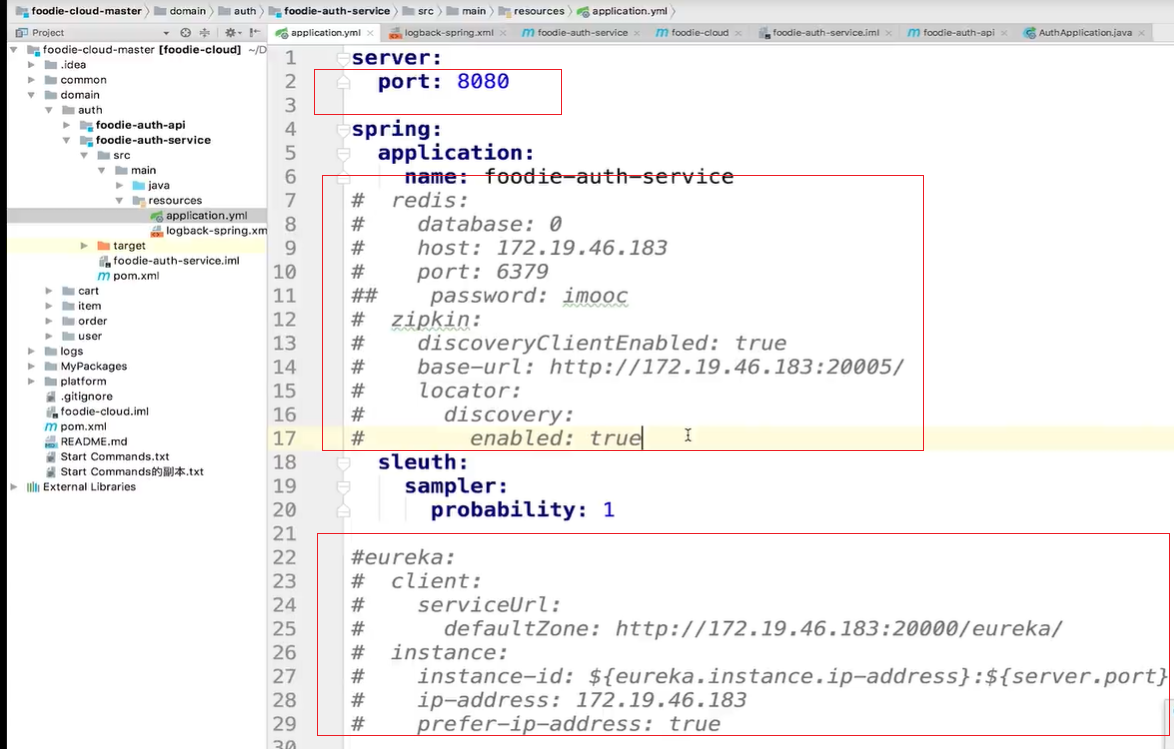 foodie-cloud-master domain auth foodie-auth-service src main resources application.yml
Project application.yml logback-spring.xml foodie-auth-service foodie-cloud foodie-auth-service.iml foodie-auth-api AuthApplication.java
foodie-cloud-master [foodie-cloud] ~/D
.idea
common
domain
auth
foodie-auth-api
foodie-auth-service
src
main
java
resources
application.yml
logback-spring.xm
target
foodie-auth-service.iml
pom.xml
cart
item
order
user
logs
MyPackages
platform
.gitignore
foodie-cloud.iml
pom.xml
README.md
Start Commands.txt
Start Commands的副本.txt
External Libraries
1 server:
2   port: 8080
3
4 spring:
5   application:
6     name: foodie-auth-service
7 #  redis:
8 #    database: 0
9 #    host: 172.19.46.183
10 #    port: 6379
11 ##    password: imooc
12 #  zipkin:
13 #    discoveryClientEnabled: true
14 #    base-url: http://172.19.46.183:20005/
15 #    locator:
16 #      discovery:
17 #        enabled: true
18   sleuth:
19     sampler:
20       probability: 1
21
22 #eureka:
23 #  client:
24 #    serviceUrl:
25 #      defaultZone: http://172.19.46.183:20000/eureka/
26 #  instance:
27 #    instance-id: ${eureka.instance.ip-address}:${server.port}
28 #    ip-address: 172.19.46.183
29 #    prefer-ip-address: true
30